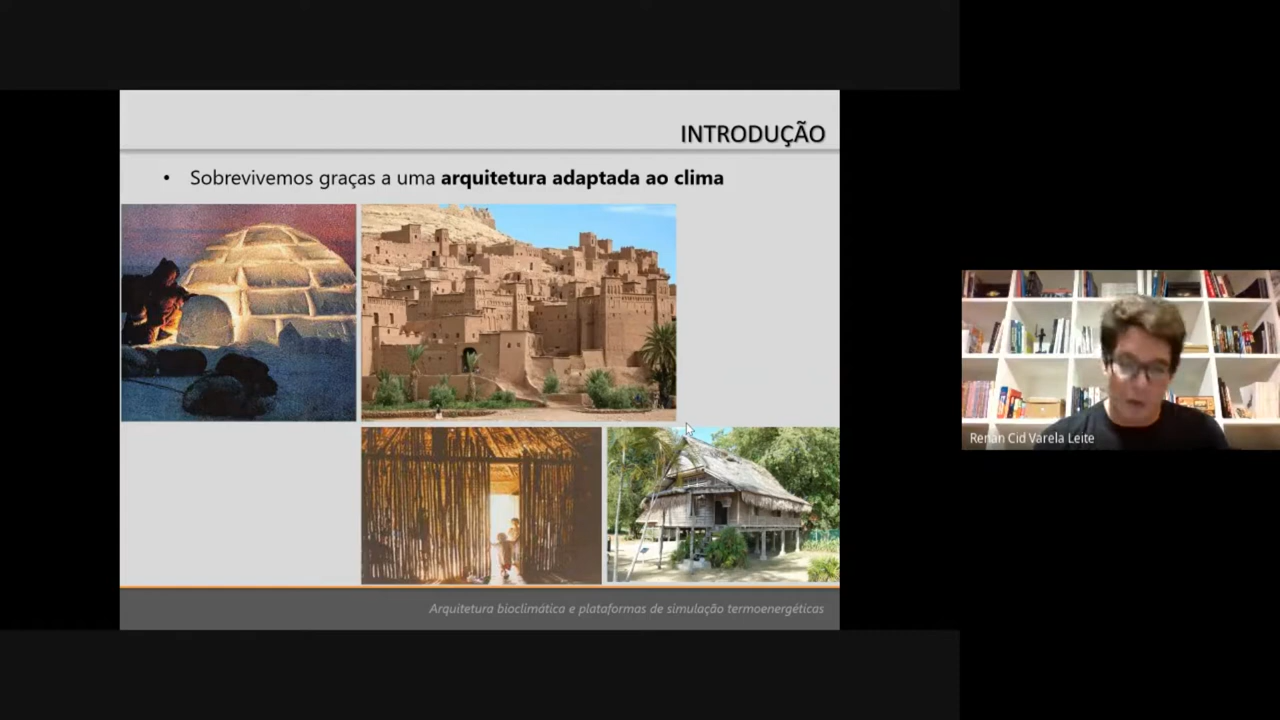 INTRODUÇÃO
• Sobrevivemos graças a uma arquitetura adaptada ao clima
Renan Cid Varela Leite
Arquitetura bioclimática e plataformas de simulação termoenergéticas